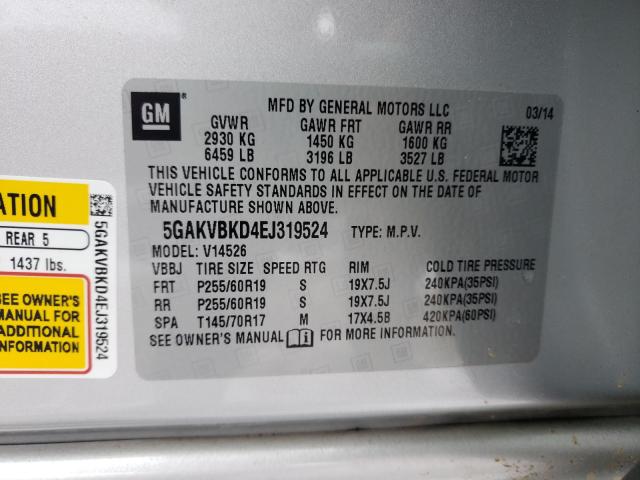 GM
®
MFD BY GENERAL MOTORS LLC 03/14
GVWR GAWR FRT GAWR RR
2930 KG 1450 KG 1600 KG
6459 LB 3196 LB 3527 LB
THIS VEHICLE CONFORMS TO ALL APPLICABLE U.S. FEDERAL MOTOR
VEHICLE SAFETY STANDARDS IN EFFECT ON THE DATE OF
MANUFACTURE SHOWN ABOVE.
5GAKVBKD4EJ319524 TYPE: M.P.V.
MODEL: V14526
VBBJ TIRE SIZE SPEED RTG RIM COLD TIRE PRESSURE
FRT P255/60R19 S 19X7.5J 240KPA(35PSI)
RR P255/60R19 S 19X7.5J 240KPA(35PSI)
SPA T145/70R17 M 17X4.5B 420KPA(60PSI)
SEE OWNER'S MANUAL i FOR MORE INFORMATION.
REAR 5
1437 lbs.
SEE OWNER'S
MANUAL FOR
ADDITIONAL
INFORMATION
5GAKVBKD4EJ319524